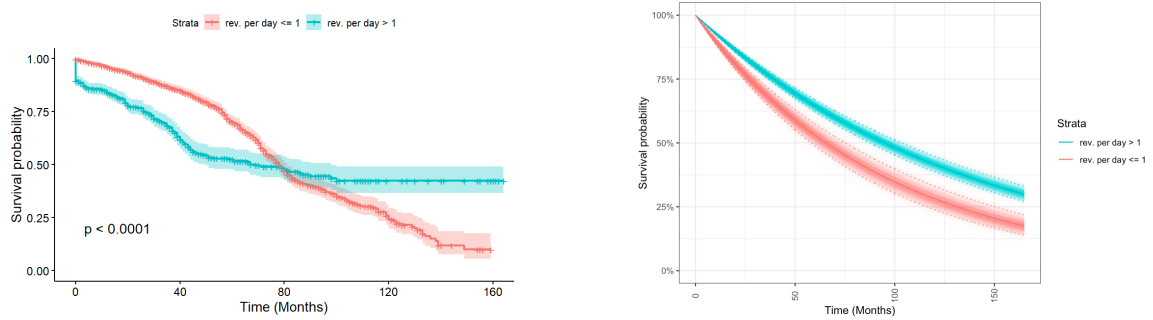 Strata rev. per day <= 1 rev. per day > 1
1.00
0.75
0.50
0.25
0.00
Survival probability
p < 0.0001
0 40 80 120 160
Time (Months)
100%
75%
50%
25%
0%
Survival probability
0 50 100 150
Time (Months)
Strata
rev. per day > 1
rev. per day <= 1